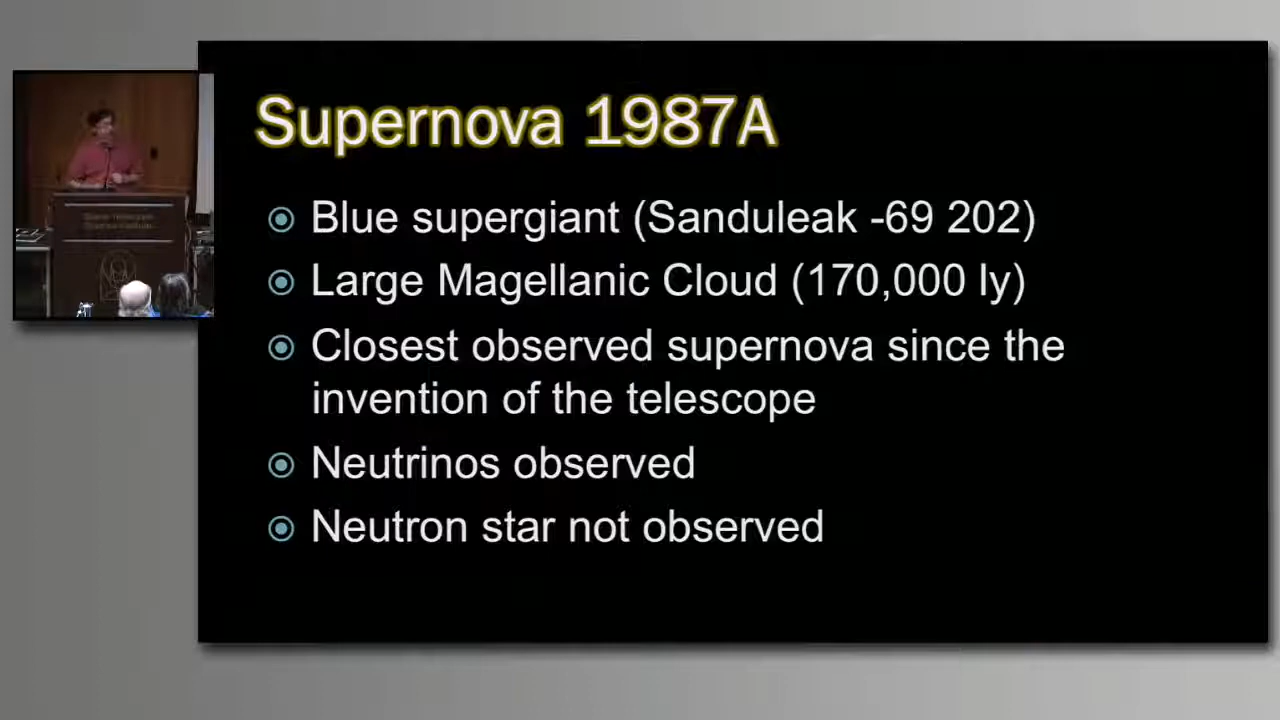 Supernova 1987A
Blue supergiant (Sanduleak -69 202)
Large Magellanic Cloud (170,000 ly)
Closest observed supernova since the
invention of the telescope
Neutrinos observed
Neutron star not observed